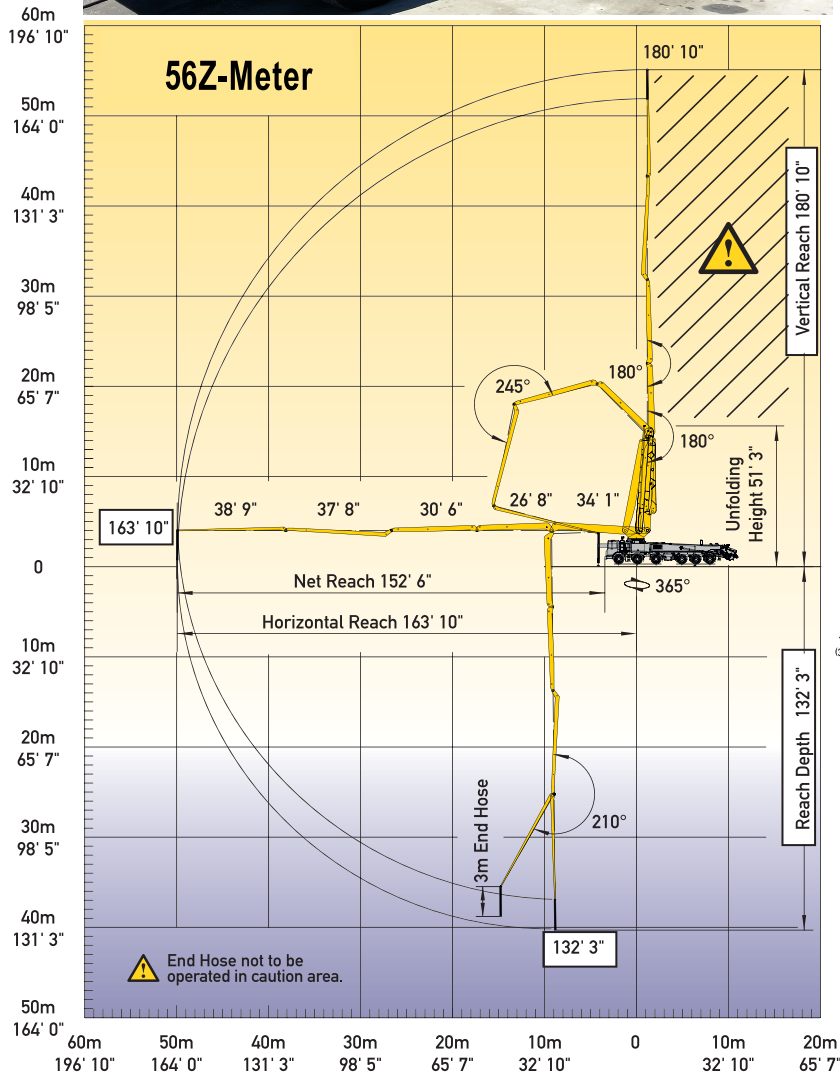 60m
196' 10"
180' 10"
56Z-Meter
50m
164' 0"
40m
131' 3"
Vertical Reach 180' 10"
30m
98' 5"
20m
65' 7"
245°
180°
180°
10m
32' 10"
Unfolding
Height 51' 3"
38' 9"
37' 8"
30' 6"
26' 8"
34' 1"
163' 10"
0
Net Reach 152' 6"
365°
Horizontal Reach 163' 10"
10m
32' 10"
20m
65' 7"
Reach Depth 132' 3"
30m
98' 5"
3m End Hose
210°
40m
131' 3"
132' 3"
End Hose not to be
operated in caution area.
50m
164' 0"
60m
50m
40m
30m
20m
10m
0
10m
20m
196' 10"
164' 0"
131' 3"
98' 5"
65' 7"
32' 10"
32' 10"
65' 7"